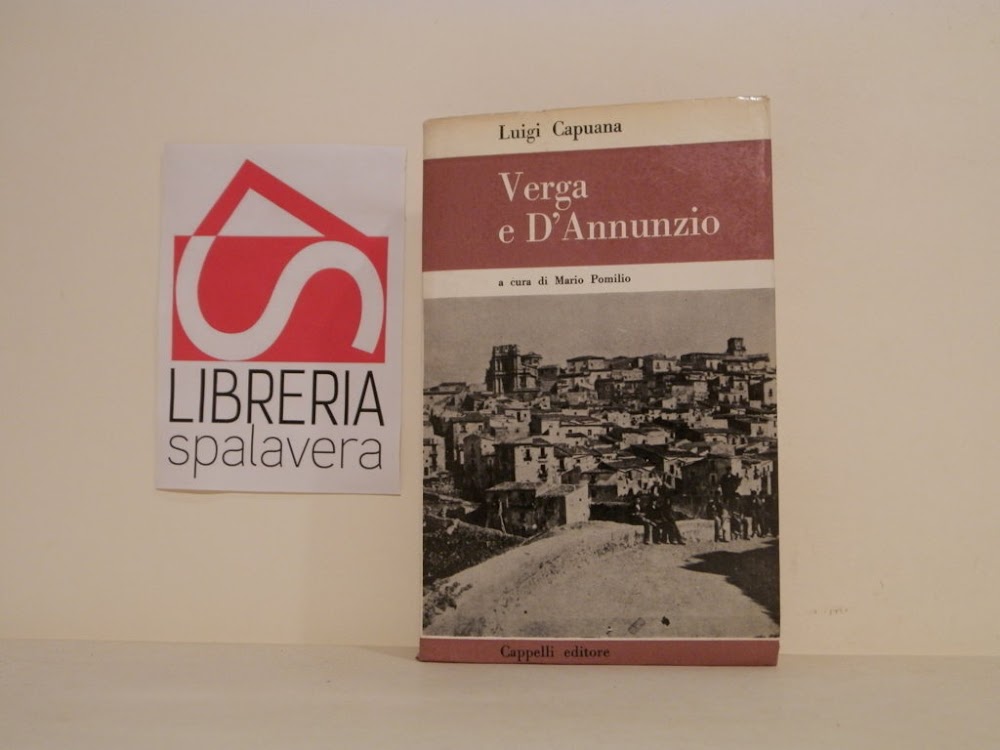 LIBRERIA
spalavera
Luigi Capuana
Verga
e D'Annunzio
a cura di Mario Pomilio
Cappelli editore